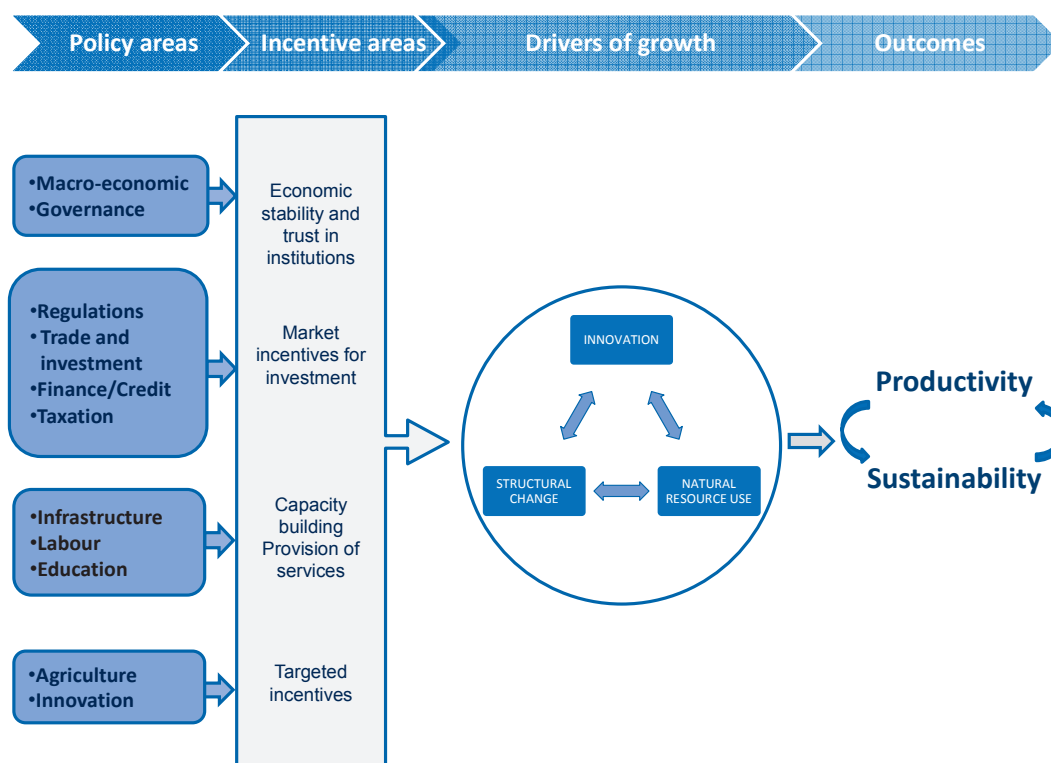 Policy areas
Incentive areas
Drivers of growth
Outcomes
•Macro-economic
•Governance
Economic
stability and
trust in
institutions
•Regulations
•Trade and
investment
•Finance/Credit
•Taxation
Market
incentives for
investment
•Infrastructure
•Labour
•Education
Capacity
building
Provision of
services
•Agriculture
•Innovation
Targeted
incentives
INNOVATION
STRUCTURAL
CHANGE
NATURAL
RESOURCE USE
Productivity
Sustainability